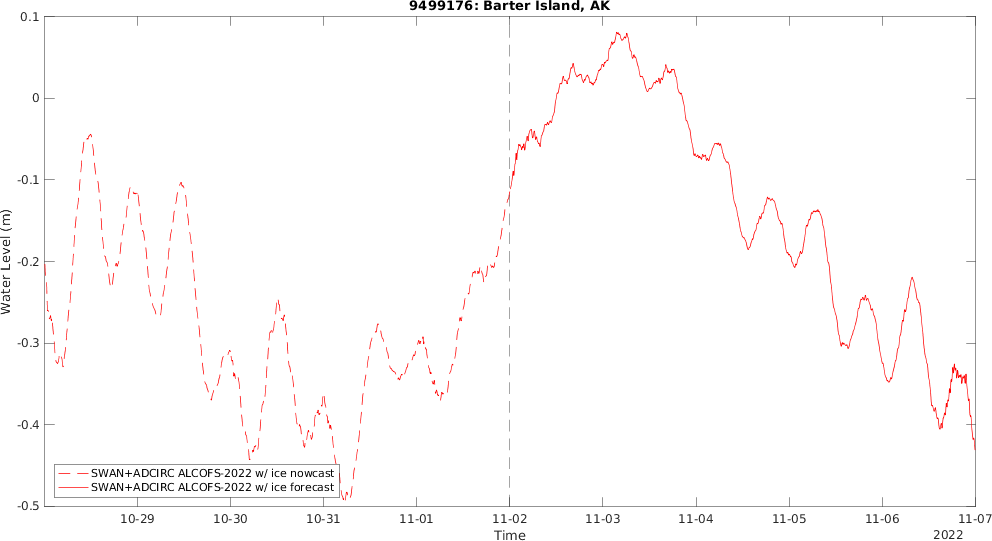 9499176: Barter Island, AK
0.1
0
-0.1
-0.2
-0.3
-0.4
-0.5
Water Level (m)
SWAN+ADCIRC ALCOFS-2022 w/ ice nowcast
SWAN+ADCIRC ALCOFS-2022 w/ ice forecast
10-29 10-30 10-31 11-01 11-02 11-03 11-04 11-05 11-06 11-07
Time
2022